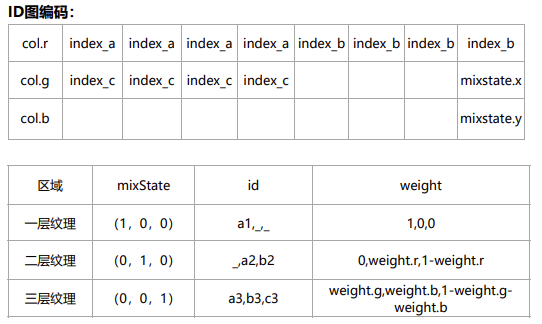 ID图编码：
col.r index_a index_a index_a index_a index_b index_b index_b index_b
col.g index_c index_c index_c index_c mixstate.x
col.b mixstate.y
区域 mixState id weight
一层纹理 (1，0，0) a1,_,_ 1,0,0
二层纹理 (0，1，0) _,a2,b2 0,weight.r,1-weight.r
三层纹理 (0，0，1) a3,b3,c3 weight.g,weight.b,1-weight.g-
weight.b